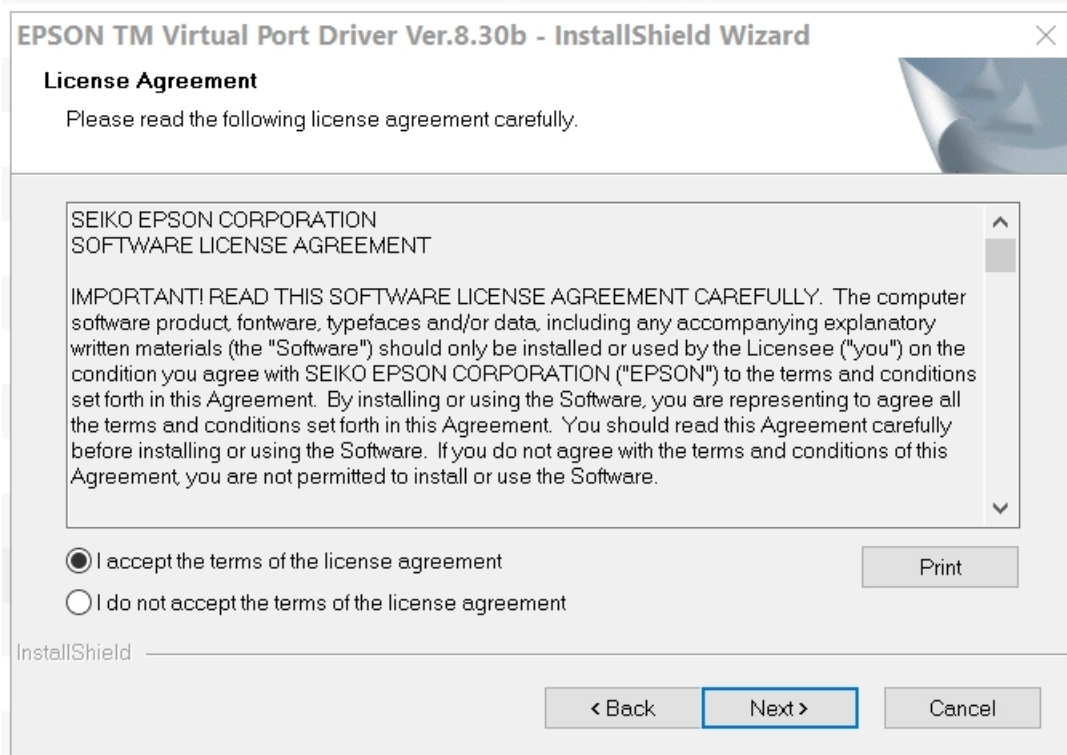 EPSON TM Virtual Port Driver Ver.8.30b - InstallShield Wizard
License Agreement
Please read the following license agreement carefully.
SEIKO EPSON CORPORATION
SOFTWARE LICENSE AGREEMENT
IMPORTANT! READ THIS SOFTWARE LICENSE AGREEMENT CAREFULLY.  The computer
software product, fontware, typefaces and/or data, including any accompanying explanatory
written materials (the "Software") should only be installed or used by the Licensee ("you") on the
condition you agree with SEIKO EPSON CORPORATION ("EPSON") to the terms and conditions
set forth in this Agreement.  By installing or using the Software, you are representing to agree all
the terms and conditions set forth in this Agreement.  You should read this Agreement carefully
before installing or using the Software.  If you do not agree with the terms and conditions of this
Agreement, you are not permitted to install or use the Software.
I accept the terms of the license agreement
Print
I do not accept the terms of the license agreement
InstallShield
< Back
Next >
Cancel